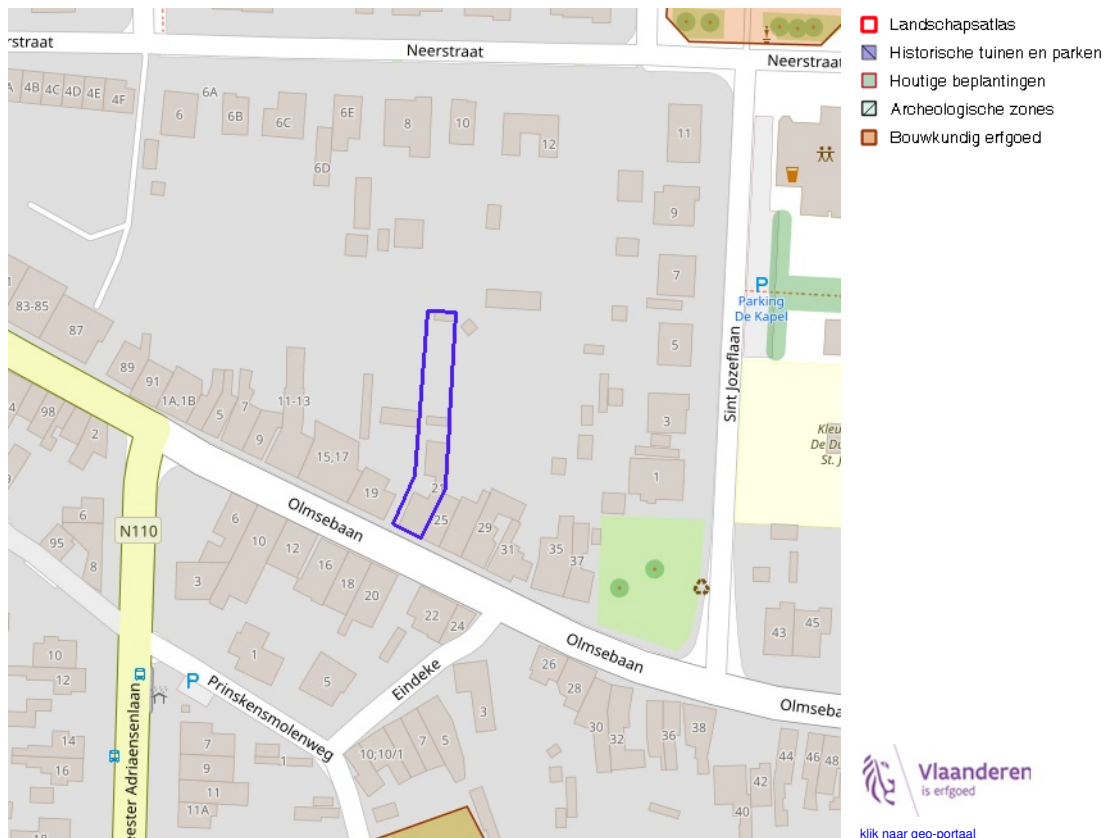 Neerstraat
Neerstraat
4B 4C 4D 4E 4F
6A
6
6B
6C
6E
6D
8
10
12
11
9
7
5
3
1
P
Parking
De Kapel
Sint Jozeflaan
83-85
87
89
91
1A,1B
5
7
9
11-13
15,17
19
21
25
29
31
35
37
98
2
N110
Olmsebaan
6
10
12
16
18
20
22
24
3
6
95
8
1
5
Eindeke
Olmsebaan
43
45
10
12
P
Prinskensmolenweg
14
16
7
9
11
11A
1
10;10/1
7
5
3
26
28
30
32
36
38
40
42
44
46
48
Landschapsatlas
Historische tuinen en parken
Houtige beplantingen
Archeologische zones
Bouwkundig erfgoed
Vlaanderen
is erfgoed
klik naar geo-portaal